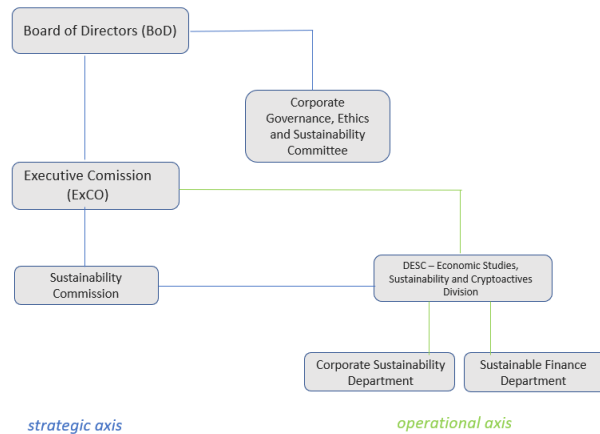 Board of Directors (BoD)
Corporate
Governance, Ethics
and Sustainability
Committee
Executive Comission
(ExCO)
Sustainability
Commission
DESC – Economic Studies,
Sustainability and Cryptoactives
Division
Corporate Sustainability
Department
Sustainable Finance
Department
strategic axis
operational axis